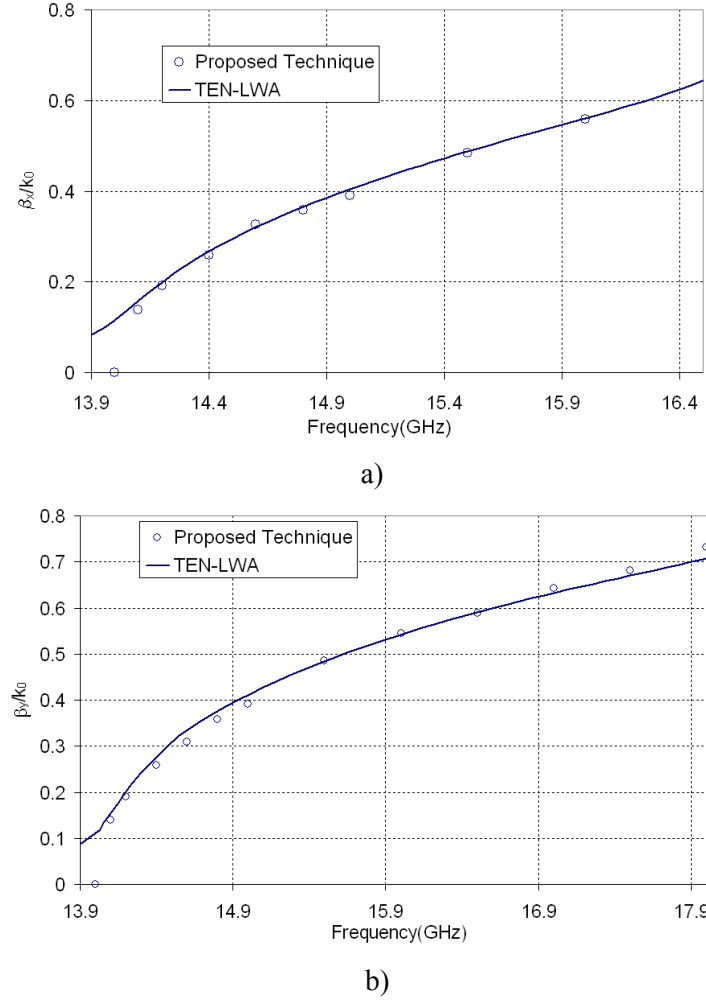 Proposed Technique
TEN-LWA
0.8
0.6
0.4
0.2
0
βx/k0
13.9 14.4 14.9 15.4 15.9 16.4
Frequency(GHz)
a)
Proposed Technique
TEN-LWA
0.8
0.7
0.6
0.5
0.4
0.3
0.2
0.1
0
βy/k0
13.9 14.9 15.9 16.9 17.9
Frequency(GHz)
b)